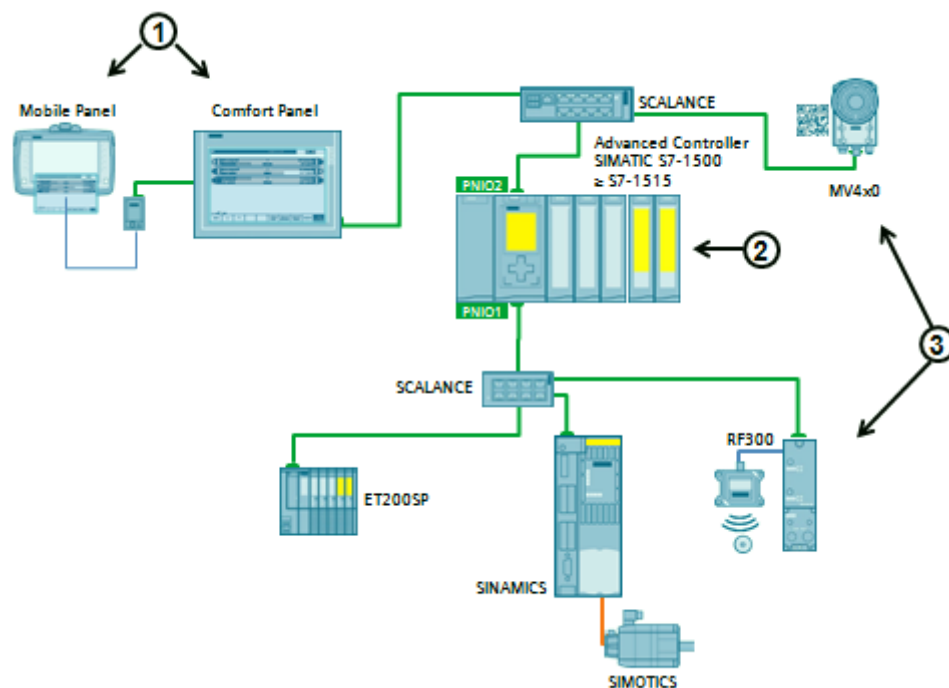 1
Mobile Panel
Comfort Panel
SCALANCE
Advanced Controller
SIMATIC S7-1500
≥ S7-1515
MV4x0
PNIO2
2
PNIO1
3
SCALANCE
RF300
ET200SP
SINAMICS
SIMOTICS